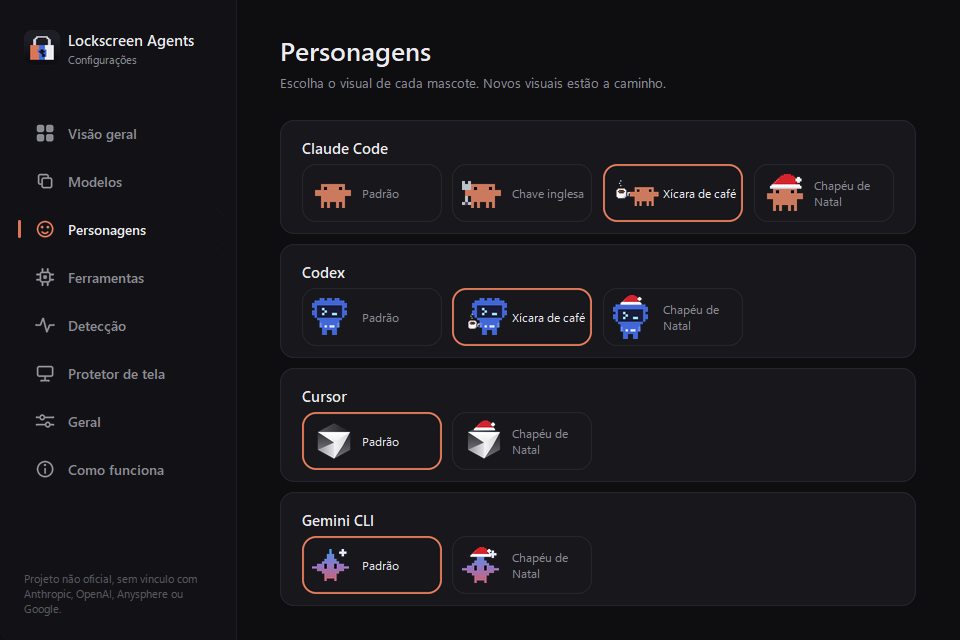 Lockscreen Agents
Configurações
Visão geral
Modelos
Personagens
Ferramentas
Detecção
Protetor de tela
Geral
Como funciona
Projeto não oficial, sem vínculo com
Anthropic, OpenAI, Anysphere ou
Google.
Personagens
Escolha o visual de cada mascote. Novos visuais estão a caminho.
Claude Code
Padrão
Chave inglesa
Xícara de café
Chapéu de
Natal
Codex
Padrão
Xícara de café
Chapéu de
Natal
Cursor
Padrão
Chapéu de
Natal
Gemini CLI
Padrão
Chapéu de
Natal